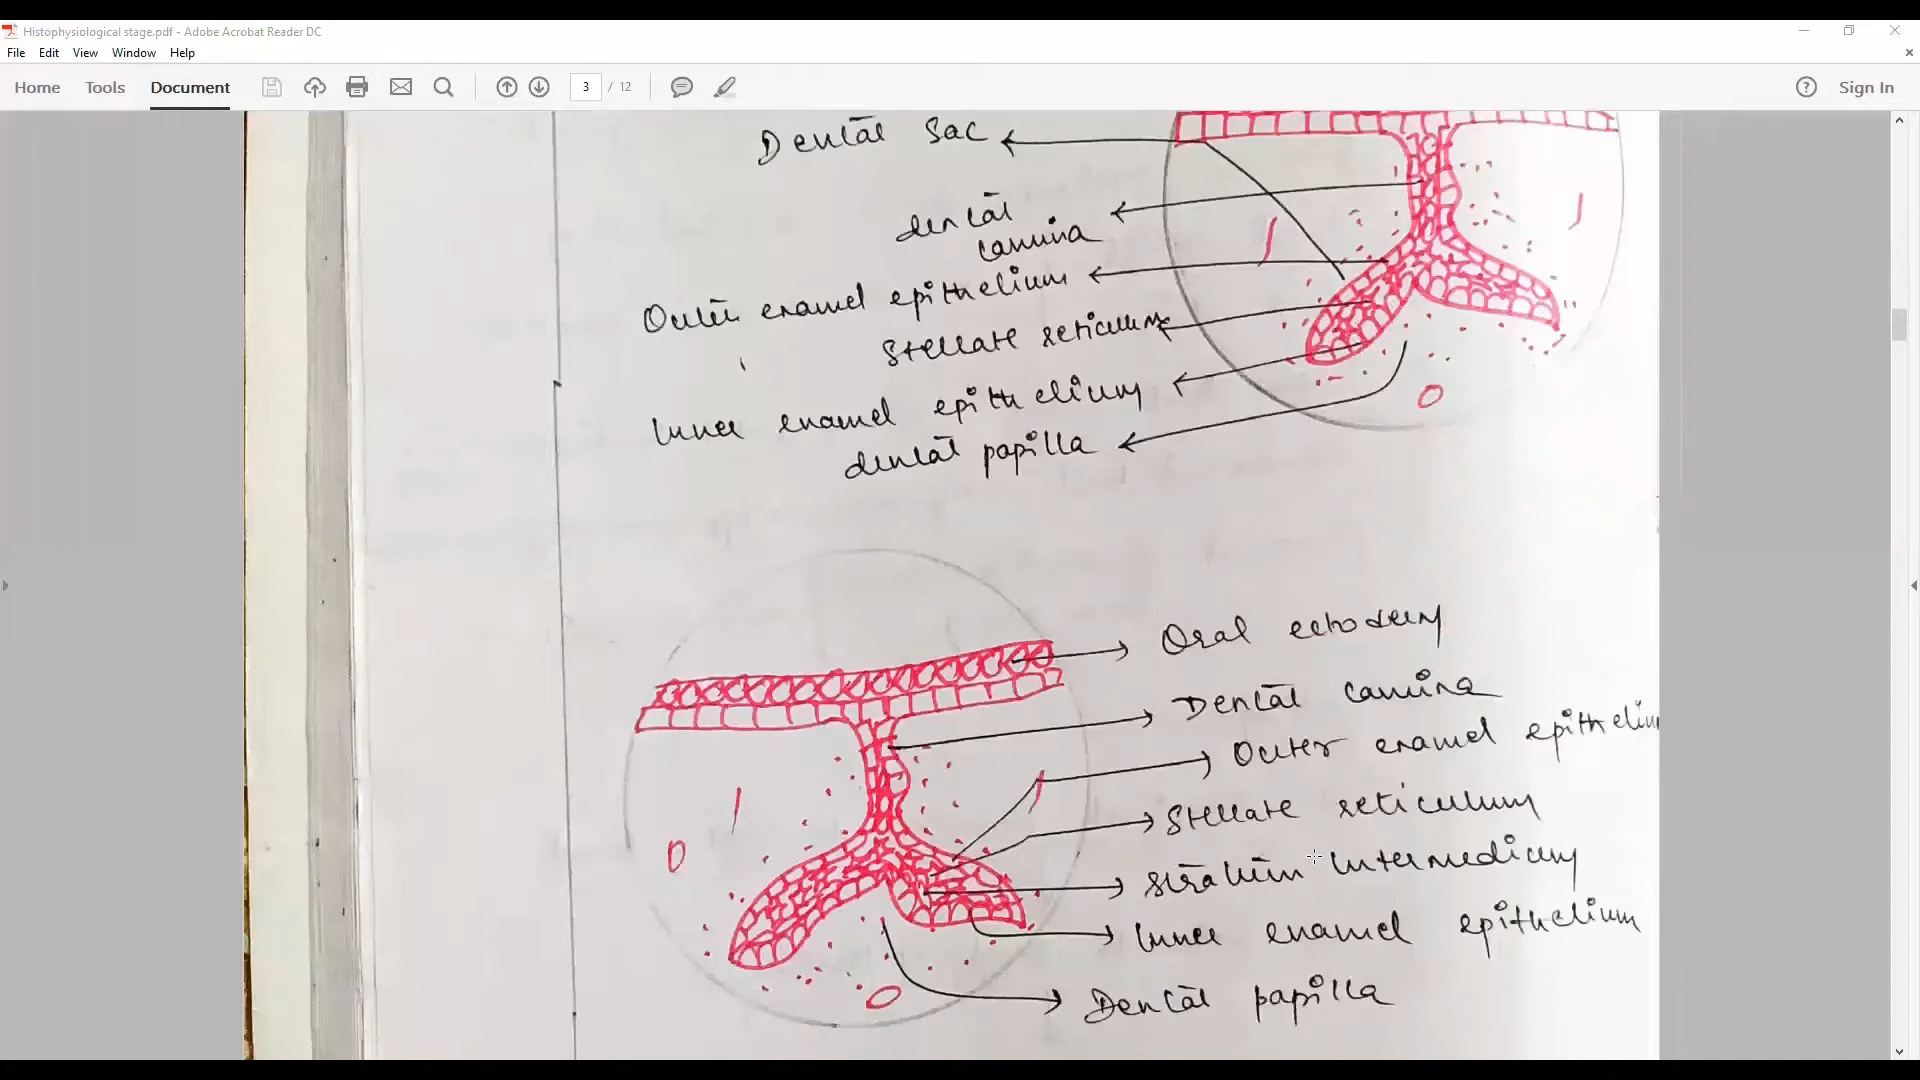 Histophysiological stage.pdf - Adobe Acrobat Reader DC
File Edit View Window Help
Home Tools Document 3 / 12 Sign In
Dental Sac
dental
lamina
Outer enamel epithelium
Stellate reticulum
Inner enamel epithelium
dental papilla
Oral ectoderm
Dental lamina
Outer enamel epithelium
Stellate reticulum
Stratum Intermedium
Inner enamel epithelium
Dental papilla